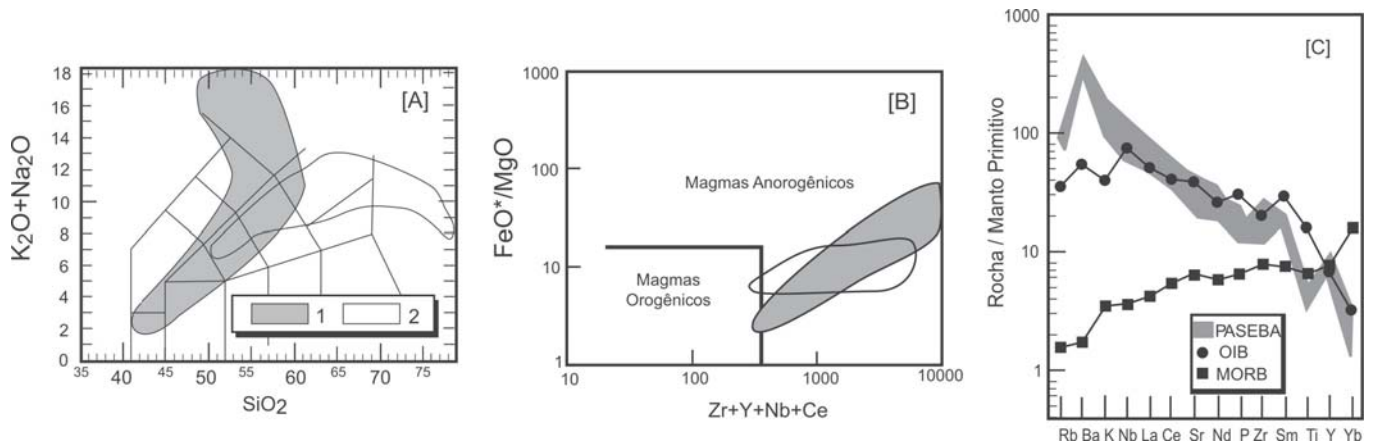 [A]
K₂O+Na₂O
18
16
14
12
10
8
6
4
2
0
35 40 45 50 55 60 65 70 75
SiO₂
1
2
[B]
FeO*/MgO
1000
100
10
1
Magmas Anorogênicos
Magmas
Orogênicos
10 100 1000 10000
Zr+Y+Nb+Ce
[C]
Rocha / Manto Primitivo
1000
100
10
1
PASEBA
OIB
MORB
Rb Ba K Nb La Ce Sr Nd P Zr Sm Ti Y Yb